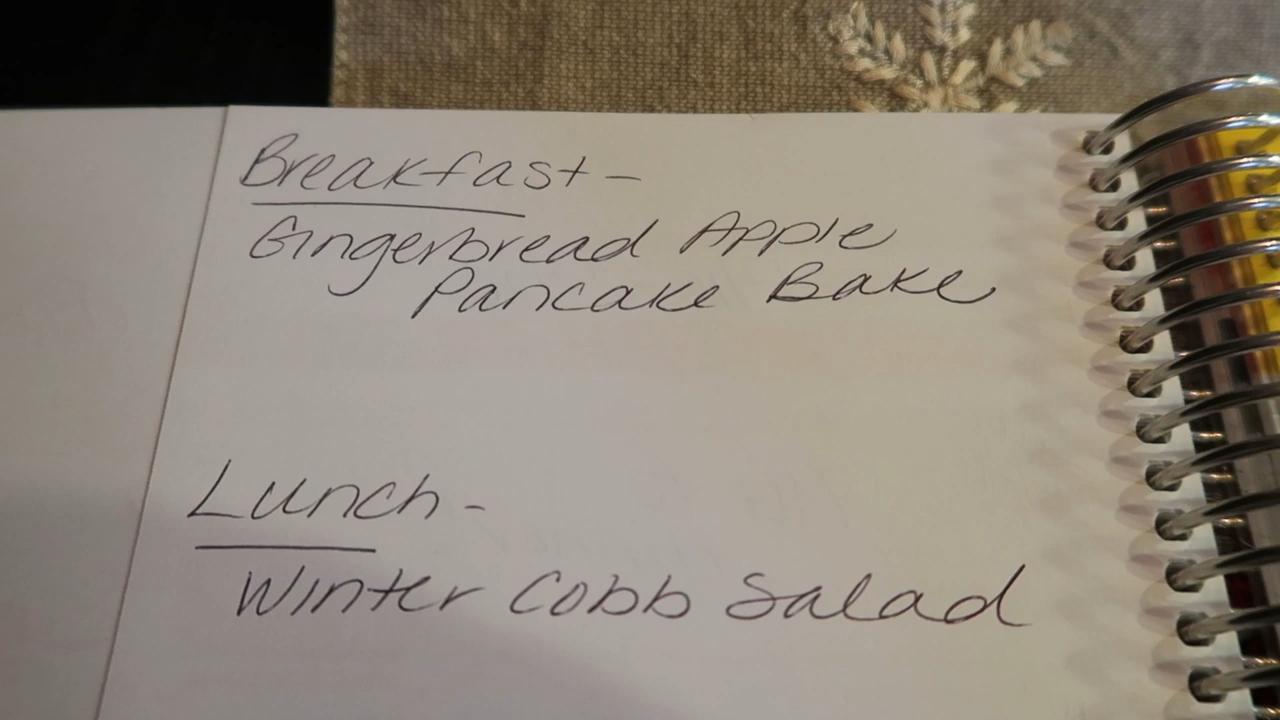 Breakfast -
Gingerbread Apple
Pancake Bake
Lunch -
Winter Cobb Salad